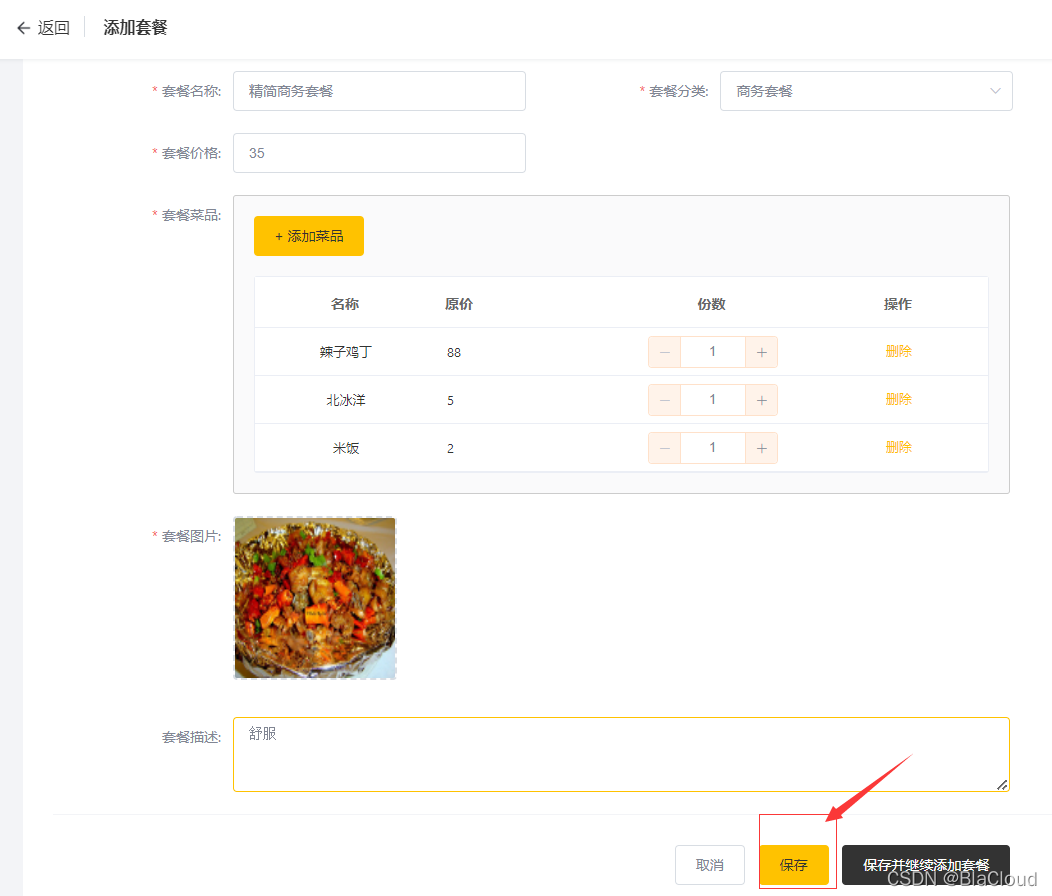 返回 添加套餐
* 套餐名称: 精简商务套餐 * 套餐分类: 商务套餐
* 套餐价格: 35
* 套餐菜品:
+ 添加菜品
名称 原价 份数 操作
辣子鸡丁 88 1 删除
北冰洋 5 1 删除
米饭 2 1 删除
* 套餐图片:
套餐描述: 舒服
取消 保存 保存并继续添加套餐
CSDN @BlaCloud